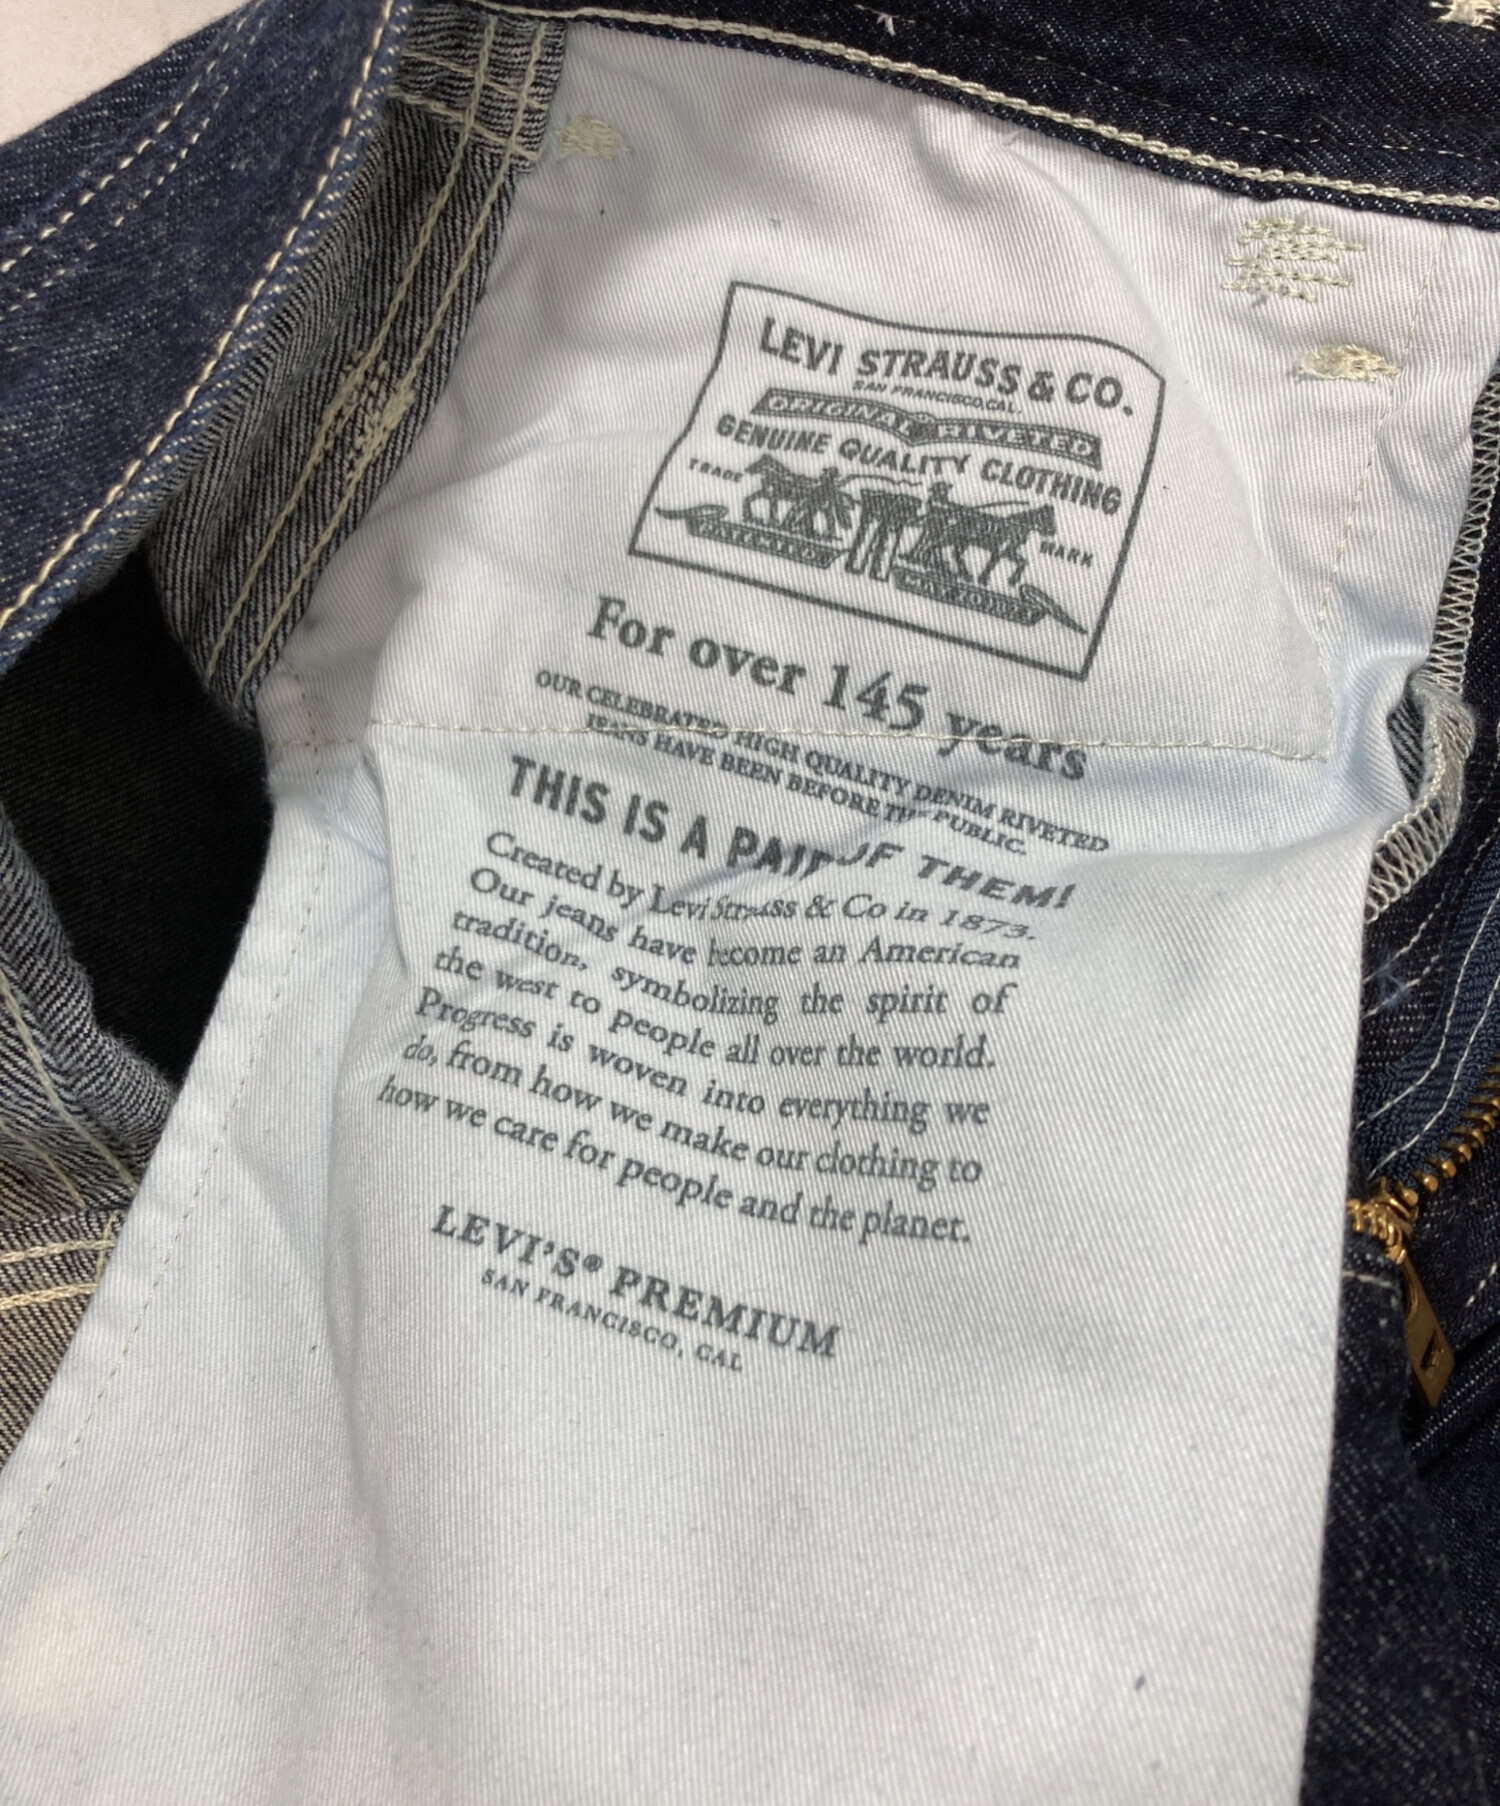 LEVI STRAUSS & CO.
SAN FRANCISCO, CAL.
ORIGINAL RIVETED
GENUINE QUALITY CLOTHING
TRADE MARK
For over 145 years
OUR CELEBRATED HIGH QUALITY DENIM RIVETED
JEANS HAVE BEEN BEFORE THE PUBLIC.
THIS IS A PAIR OF THEM!
Created by Levi Strauss & Co in 1873.
Our jeans have become an American
tradition, symbolizing the spirit of
the west to people all over the world.
Progress is woven into everything we
do, from how we make our clothing to
how we care for people and the planet.
LEVI'S® PREMIUM
SAN FRANCISCO, CAL